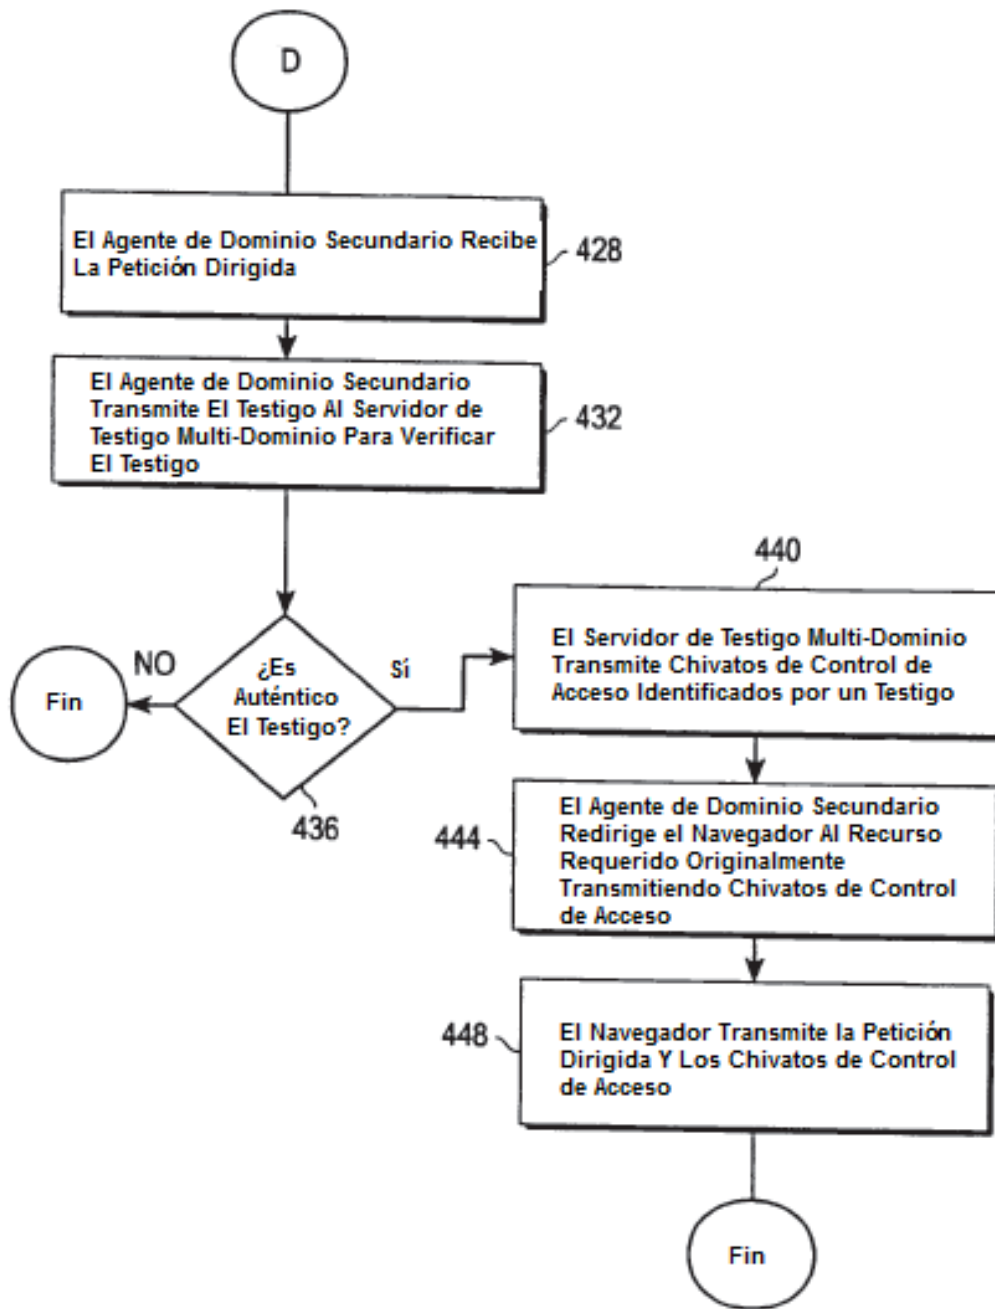 D
El Agente de Dominio Secundario Recibe
La Petición Dirigida
428
El Agente de Dominio Secundario
Transmite El Testigo Al Servidor de
Testigo Multi-Dominio Para Verificar
El Testigo
432
¿Es
Auténtico
El Testigo?
436
NO
Fin
Sí
440
El Servidor de Testigo Multi-Dominio
Transmite Chivatos de Control de
Acceso Identificados por un Testigo
444
El Agente de Dominio Secundario
Redirige el Navegador Al Recurso
Requerido Originalmente
Transmitiendo Chivatos de Control
de Acceso
448
El Navegador Transmite la Petición
Dirigida Y Los Chivatos de Control
de Acceso
Fin